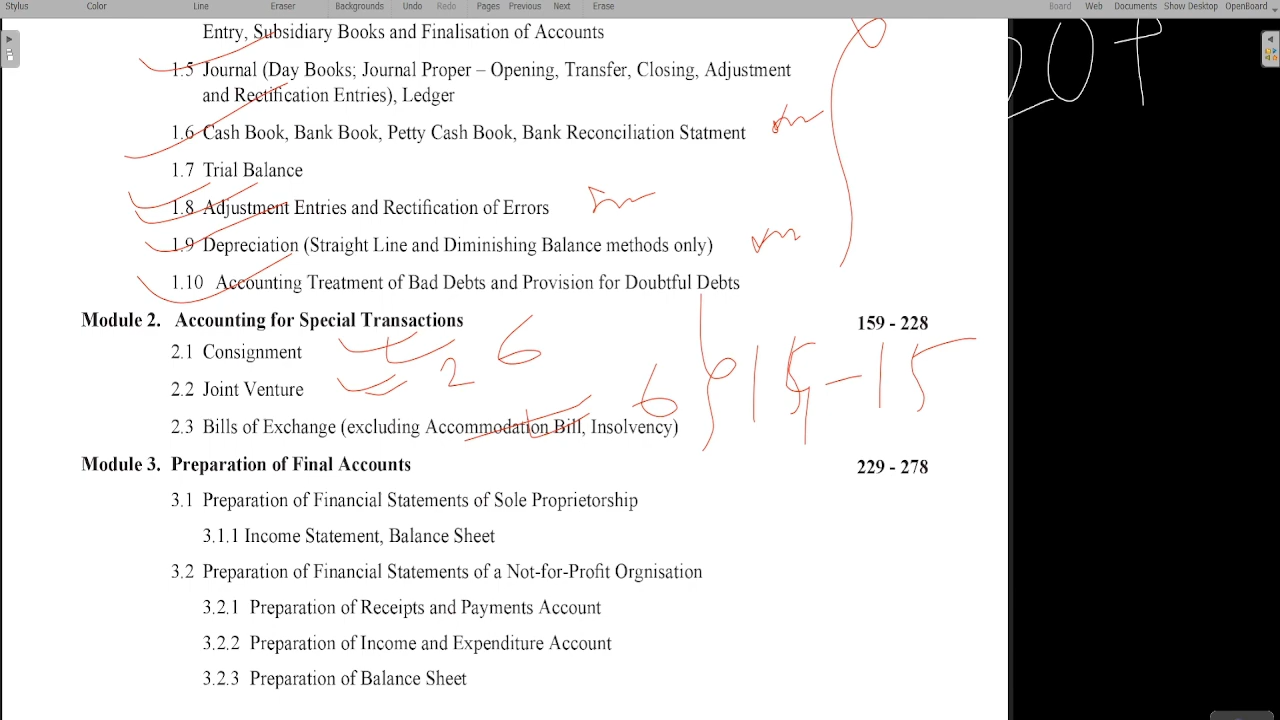 Stylus Color Line Eraser Backgrounds Undo Redo Pages Previous Next Erase Board Web Documents Show Desktop OpenBoard
Entry, Subsidiary Books and Finalisation of Accounts
1.5 Journal (Day Books; Journal Proper – Opening, Transfer, Closing, Adjustment
and Rectification Entries), Ledger
1.6 Cash Book, Bank Book, Petty Cash Book, Bank Reconciliation Statment
1.7 Trial Balance
1.8 Adjustment Entries and Rectification of Errors
1.9 Depreciation (Straight Line and Diminishing Balance methods only)
1.10 Accounting Treatment of Bad Debts and Provision for Doubtful Debts
Module 2. Accounting for Special Transactions 159 - 228
2.1 Consignment 6
2.2 Joint Venture 2
2.3 Bills of Exchange (excluding Accommodation Bill, Insolvency) 6
15-15
Module 3. Preparation of Final Accounts 229 - 278
3.1 Preparation of Financial Statements of Sole Proprietorship
3.1.1 Income Statement, Balance Sheet
3.2 Preparation of Financial Statements of a Not-for-Profit Orgnisation
3.2.1 Preparation of Receipts and Payments Account
3.2.2 Preparation of Income and Expenditure Account
3.2.3 Preparation of Balance Sheet